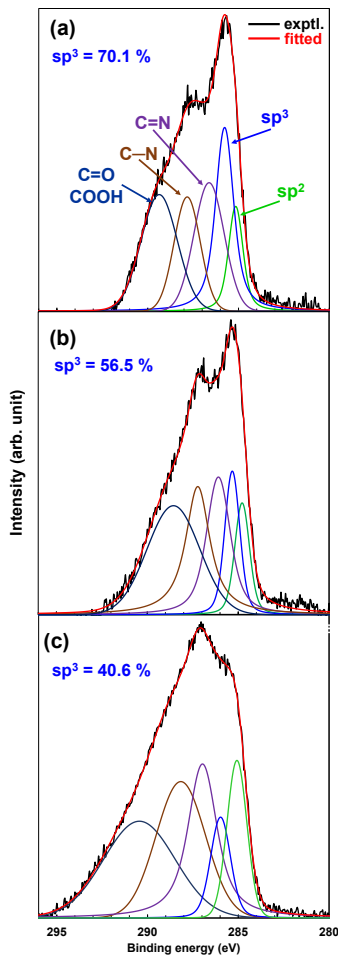 (a)
exptl.
fitted
sp³ = 70.1 %
C=N
C—N
sp³
C=O
COOH
sp²
(b)
sp³ = 56.5 %
Intensity (arb. unit)
(c)
sp³ = 40.6 %
295 290 285 280
Binding energy (eV)